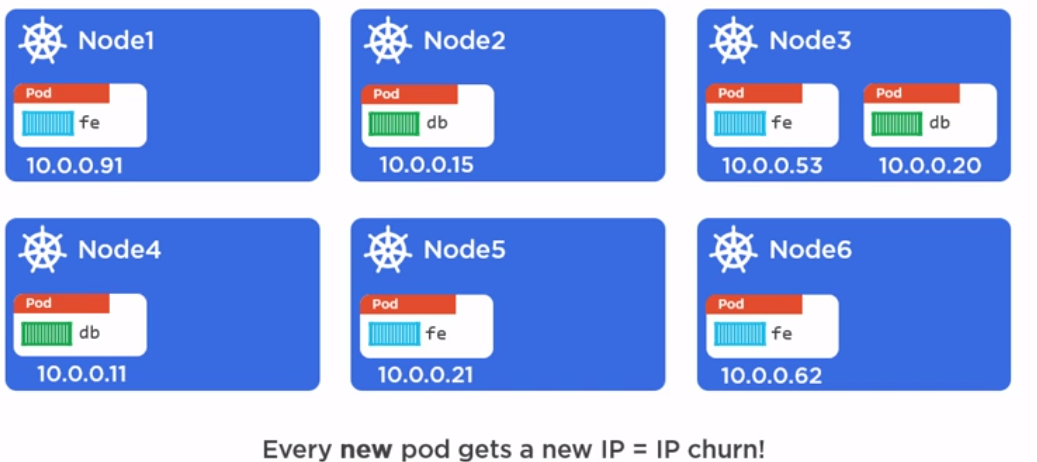 Node1
Pod
fe
10.0.0.91
Node2
Pod
db
10.0.0.15
Node3
Pod
fe
10.0.0.53
Pod
db
10.0.0.20
Node4
Pod
db
10.0.0.11
Node5
Pod
fe
10.0.0.21
Node6
Pod
fe
10.0.0.62
Every new pod gets a new IP = IP churn!